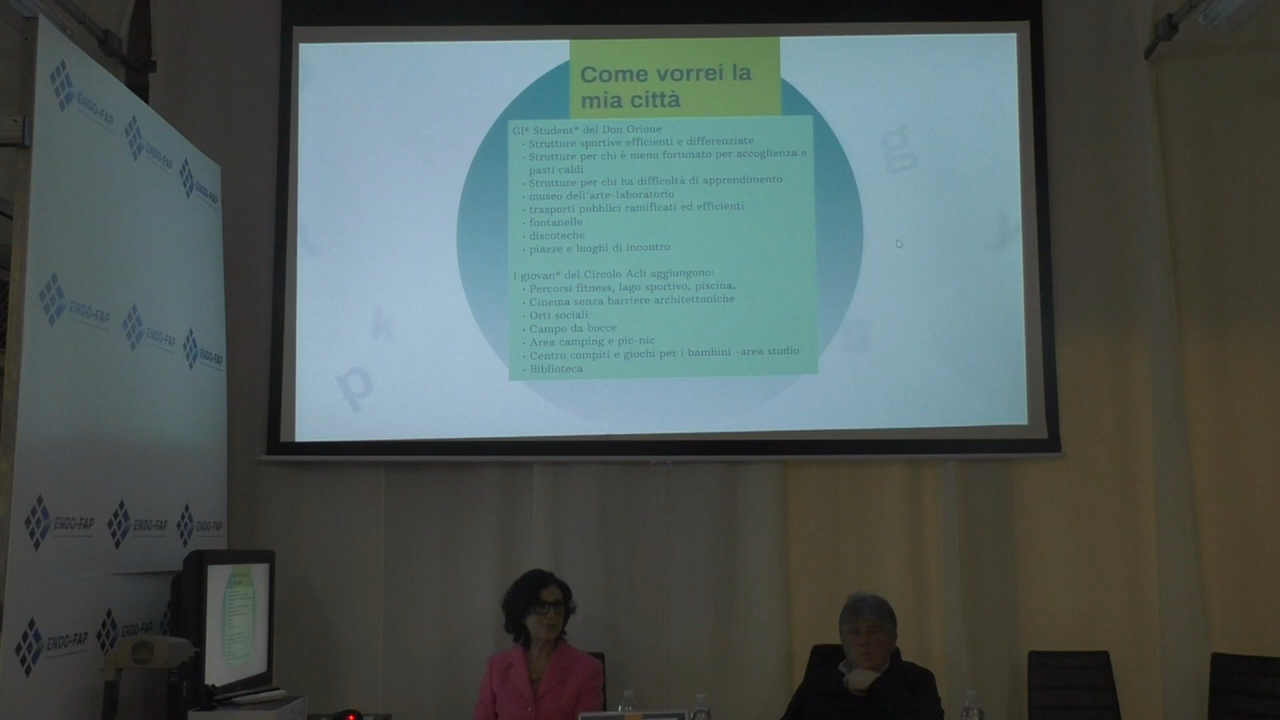 Come vorrei la
mia città
Gl* Student* del Don Orione
- Strutture sportive efficienti e differenziate
- Strutture per chi è meno fortunato per accoglienza e
pasti caldi
- Strutture per chi ha difficoltà di apprendimento
- museo dell'arte-laboratorio
- trasporti pubblici ramificati ed efficienti
- fontanelle
- discoteche
- piazze e luoghi di incontro
I giovan* del Circolo Acli aggiungono:
- Percorsi fitness, lago sportivo, piscina,
- Cinema senza barriere architettoniche
- Orti sociali
- Campo da bocce
- Area camping e pic-nic
- Centro compiti e giochi per i bambini -area studio
- Biblioteca
g
k
p
ENDO-FAP
ENDO-FAP
ENDO-FAP
ENDO-FAP
ENDO-FAP
ENDO-FAP
ENDO-FAP
ENDO-FAP
ENDO-FAP
ENDO-FAP
ENDO-FAP